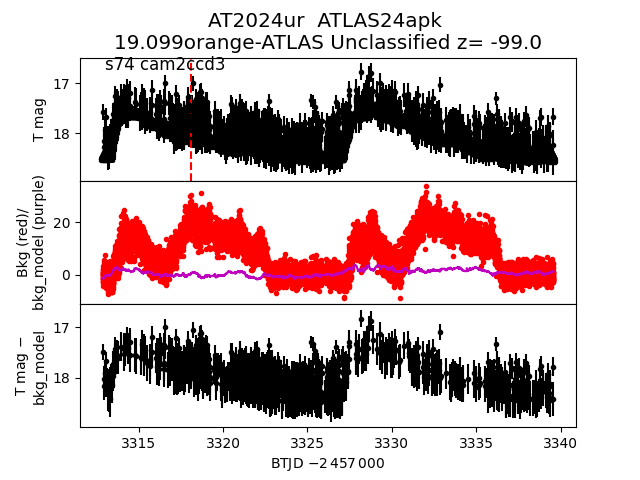 AT2024ur ATLAS24apk
19.099orange-ATLAS Unclassified z= -99.0
s74 cam2ccd3
T mag
17
18
Bkg (red)/
bkg_model (purple)
20
0
T mag −
bkg_model
17
18
3315 3320 3325 3330 3335 3340
BTJD −2 457 000